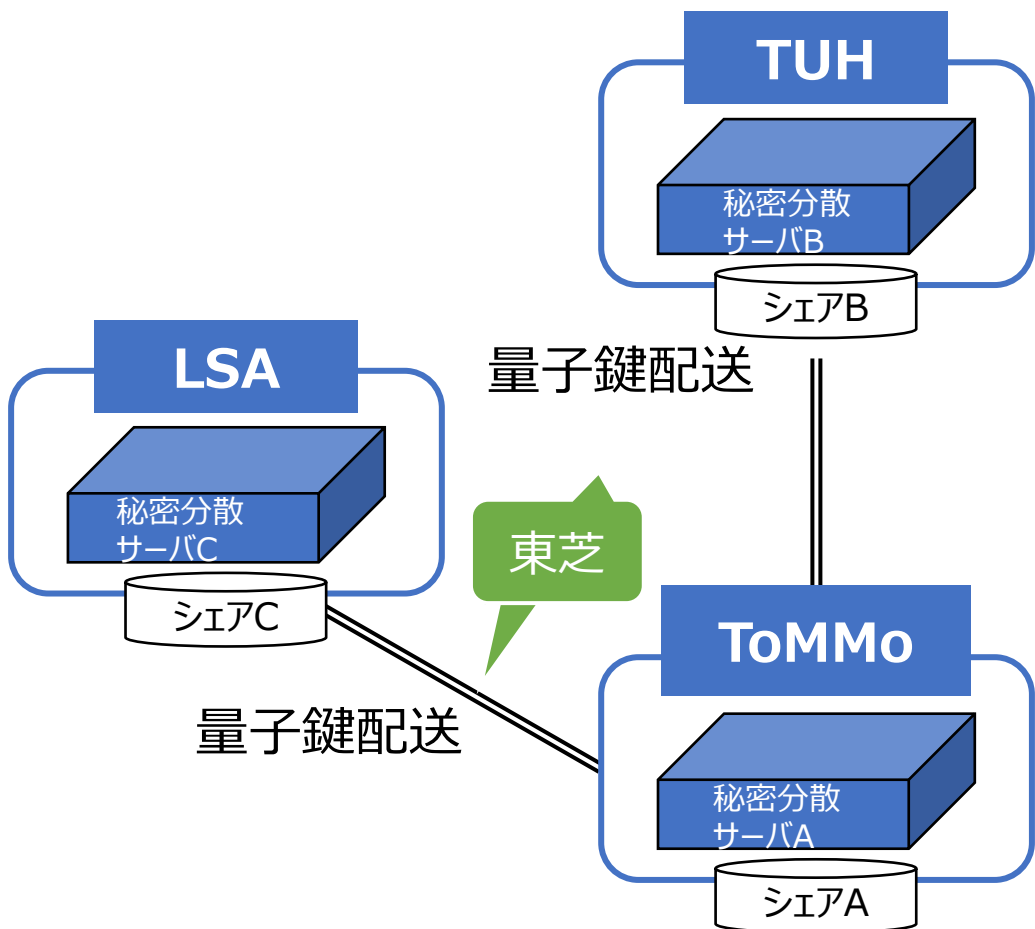 TUH
秘密分散
サーバB
シェアB
量子鍵配送
LSA
秘密分散
サーバC
シェアC
東芝
量子鍵配送
ToMMo
秘密分散
サーバA
シェアA